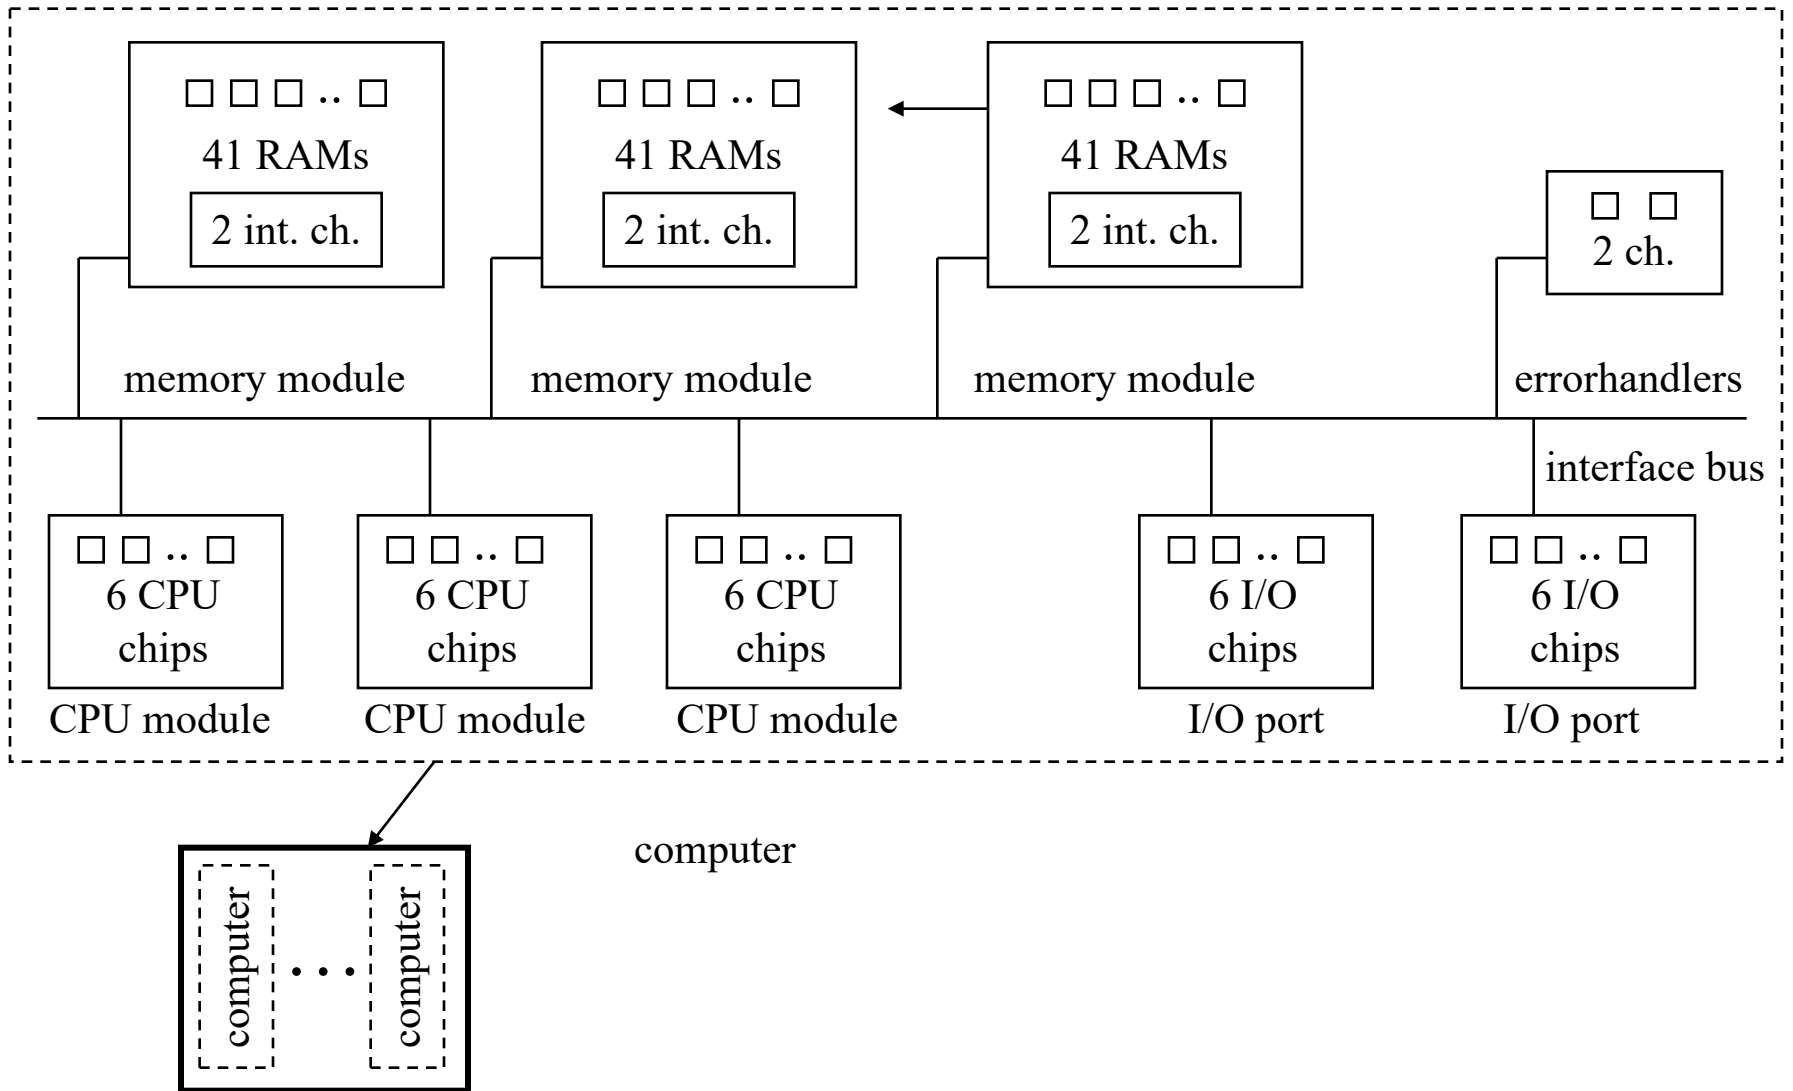 41 RAMs
2 int. ch.
memory module
41 RAMs
2 int. ch.
memory module
41 RAMs
2 int. ch.
memory module
2 ch.
errorhandlers
interface bus
6 CPU
chips
CPU module
6 CPU
chips
CPU module
6 CPU
chips
CPU module
6 I/O
chips
I/O port
6 I/O
chips
I/O port
computer
computer
computer